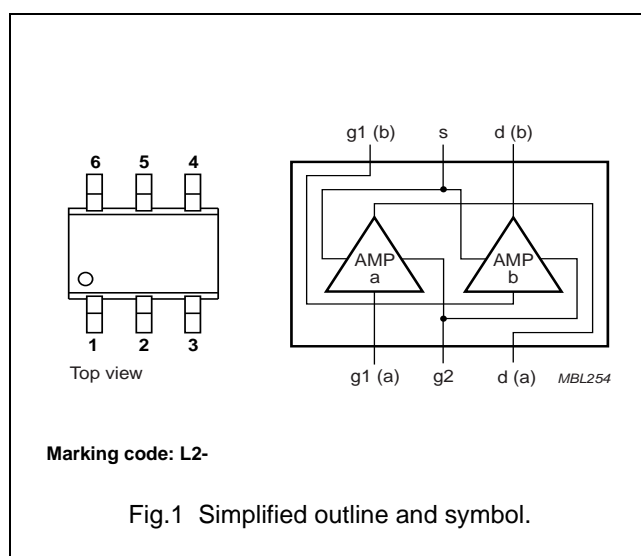 g1 (b) s d (b)
6 5 4
AMP
a
AMP
b
1 2 3
Top view
g1 (a) g2 d (a) MBL254
Marking code: L2-
Fig.1 Simplified outline and symbol.